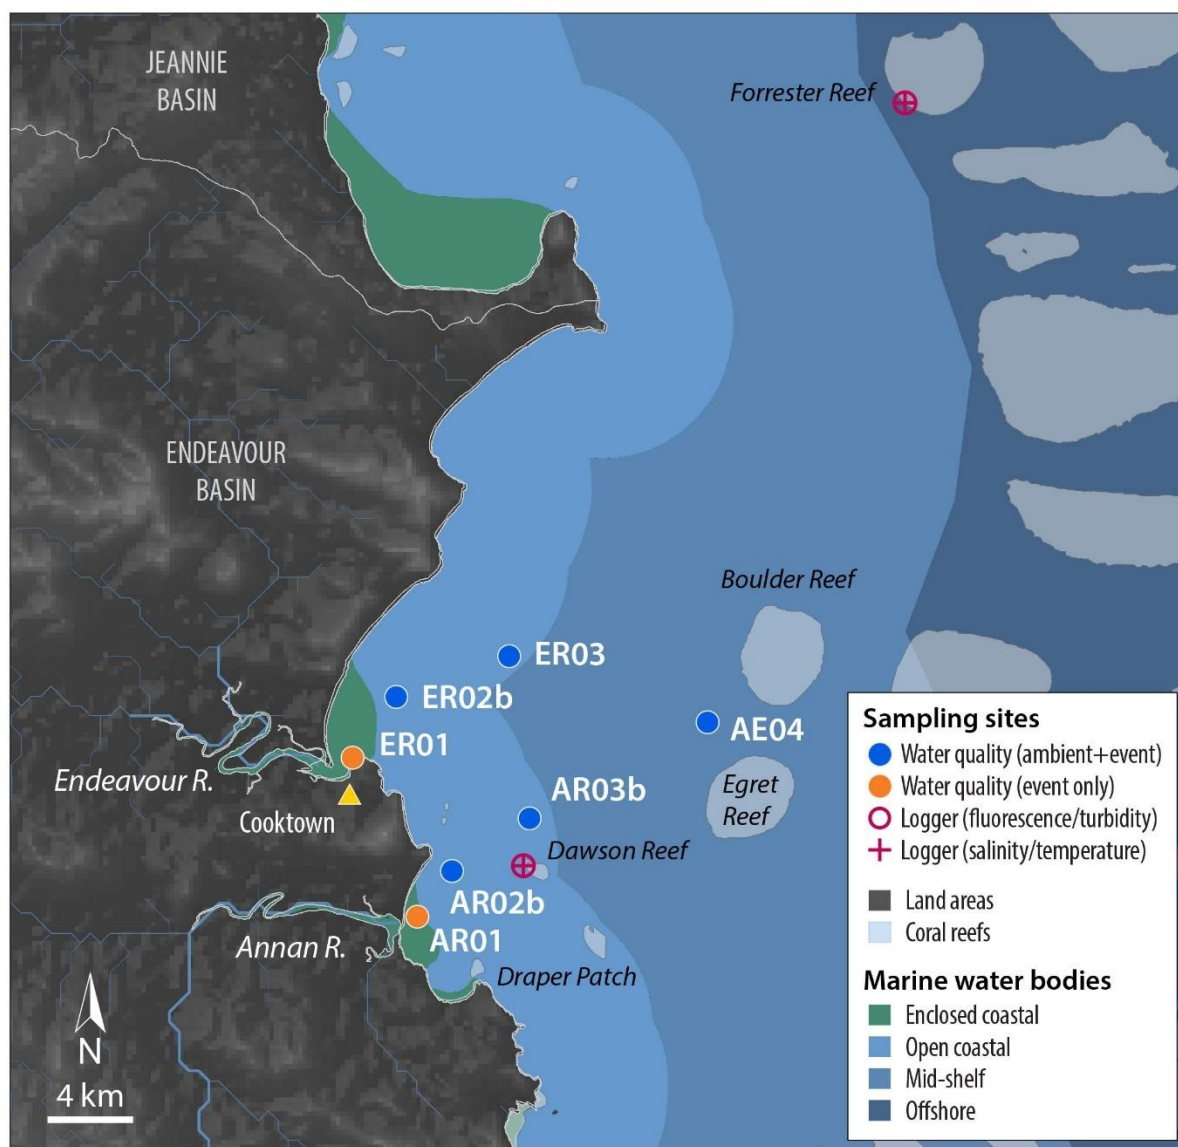 JEANNIE
BASIN
Forrester Reef
ENDEAVOUR
BASIN
Boulder Reef
ER03
ER02b
AE04
ER01
Endeavour R.
Egret
Reef
AR03b
Cooktown
Dawson Reef
AR02b
AR01
Annan R.
Draper Patch
N
4 km
Sampling sites
Water quality (ambient+event)
Water quality (event only)
Logger (fluorescence/turbidity)
Logger (salinity/temperature)
Land areas
Coral reefs
Marine water bodies
Enclosed coastal
Open coastal
Mid-shelf
Offshore